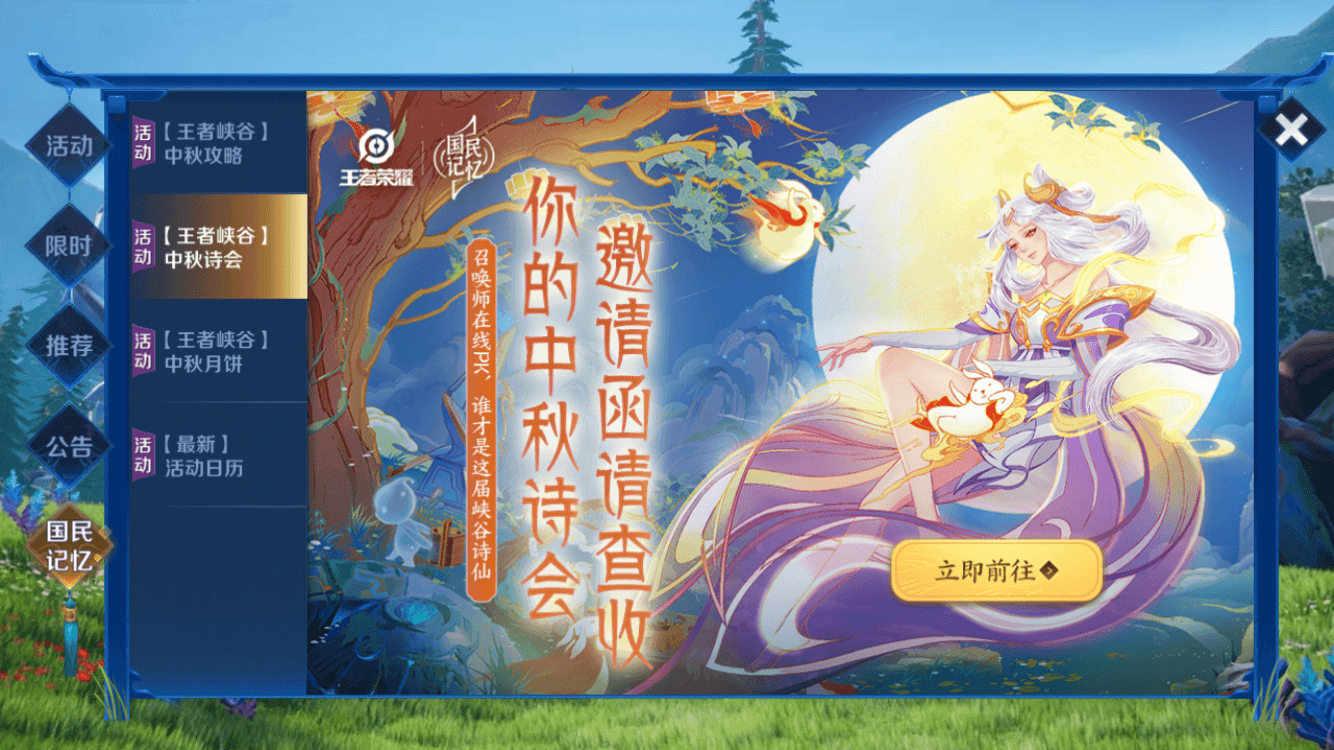 活动
限时
推荐
公告
国民
记忆
活动
【王者峡谷】
中秋攻略
活动
【王者峡谷】
中秋诗会
活动
【王者峡谷】
中秋月饼
活动
【最新】
活动日历
王者荣耀
国民
记忆
邀请函请查收
你的中秋诗会
召唤师在线PK，谁才是这届峡谷诗仙
立即前往